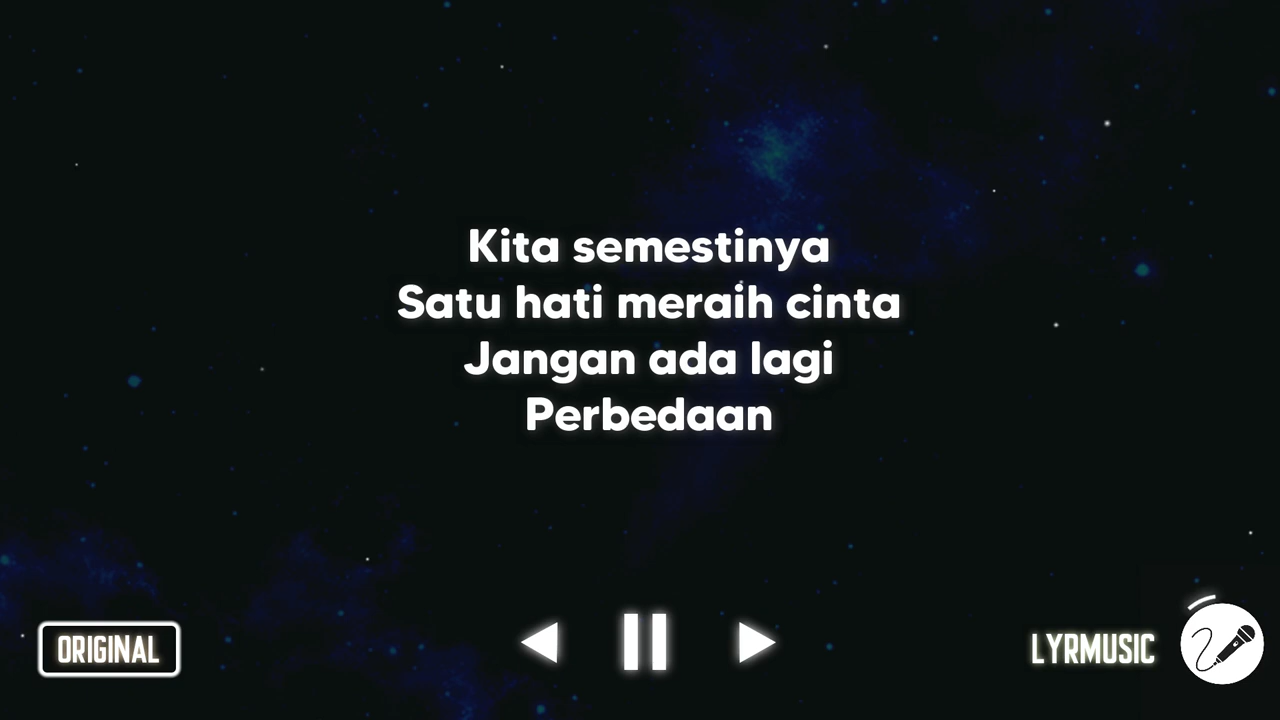 Kita semestinya
Satu hati meraih cinta
Jangan ada lagi
Perbedaan
ORIGINAL
LYRMUSIC